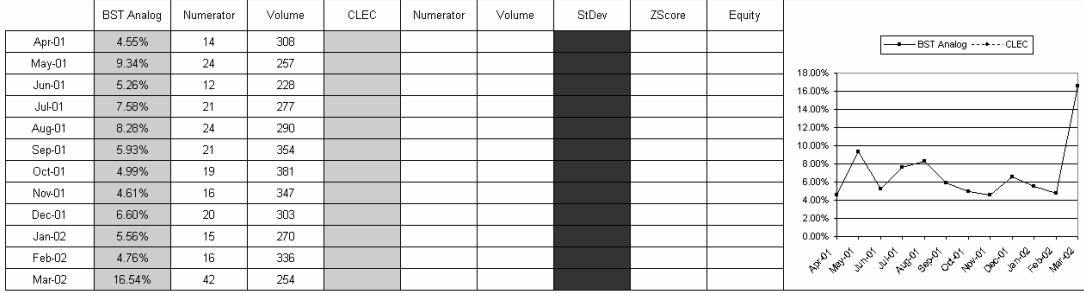 BST Analog Numerator Volume CLEC Numerator Volume StDev ZScore Equity
Apr-01 4.55% 14 308
May-01 9.34% 24 257
Jun-01 5.26% 12 228
Jul-01 7.58% 21 277
Aug-01 8.28% 24 290
Sep-01 5.93% 21 354
Oct-01 4.99% 19 381
Nov-01 4.61% 16 347
Dec-01 6.60% 20 303
Jan-02 5.56% 15 270
Feb-02 4.76% 16 336
Mar-02 16.54% 42 254
BST Analog CLEC
18.00%
16.00%
14.00%
12.00%
10.00%
8.00%
6.00%
4.00%
2.00%
0.00%
Apr-01 May-01 Jun-01 Jul-01 Aug-01 Sep-01 Oct-01 Nov-01 Dec-01 Jan-02 Feb-02 Mar-02